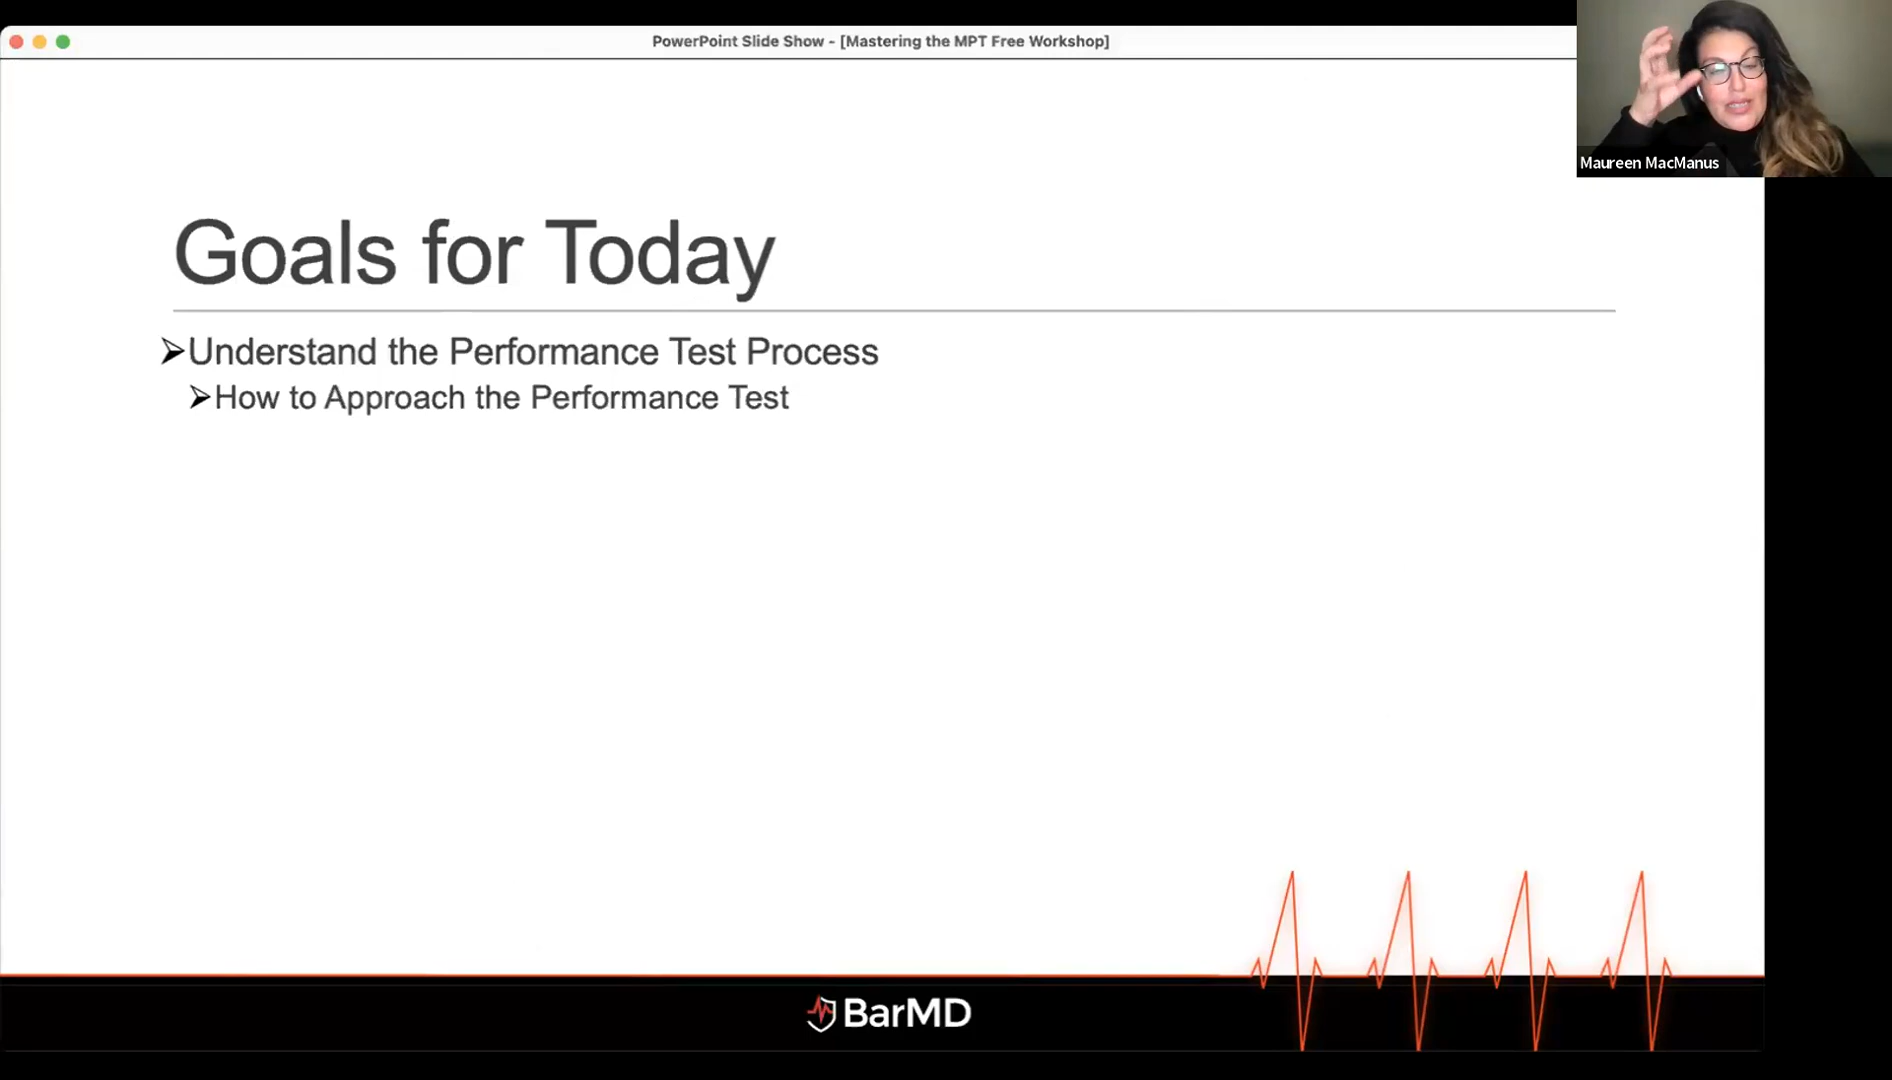 PowerPoint Slide Show - [Mastering the MPT Free Workshop]
Maureen MacManus
Goals for Today
Understand the Performance Test Process
How to Approach the Performance Test
BarMD